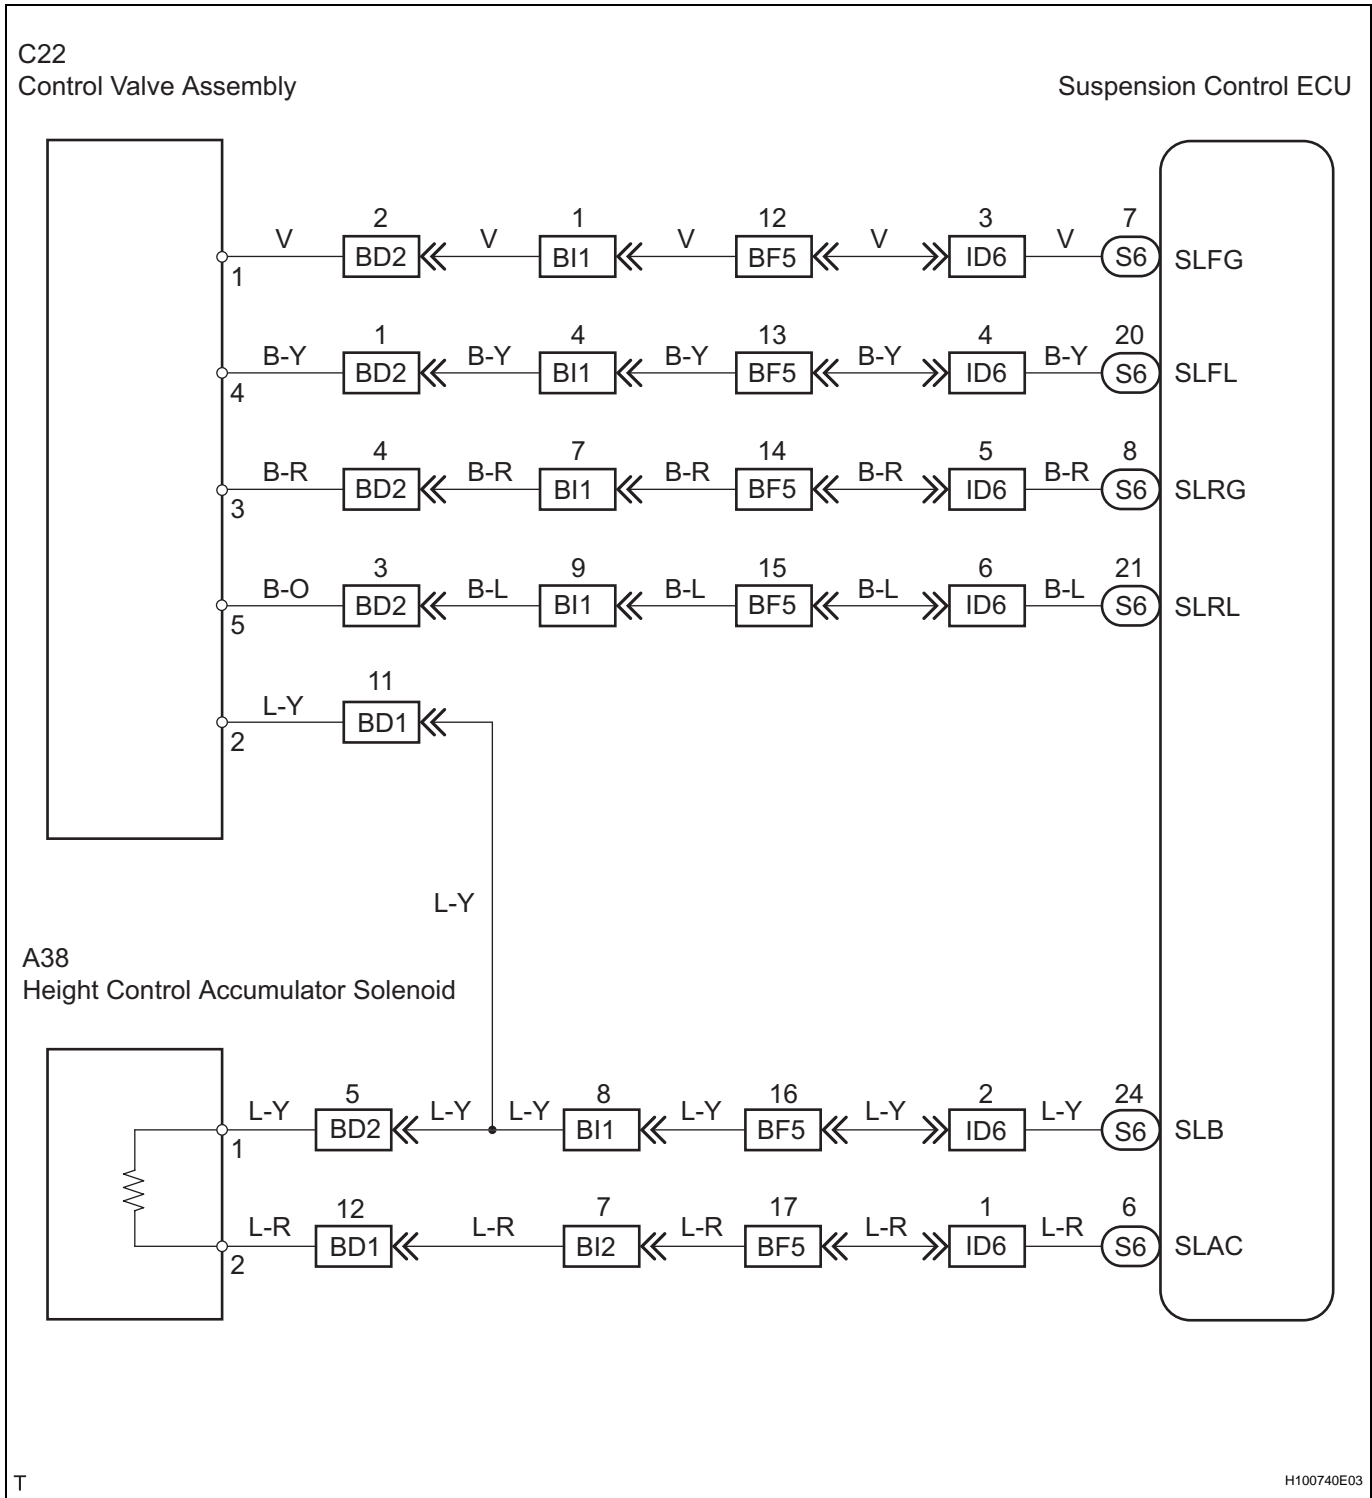 C22
Control Valve Assembly
Suspension Control ECU
2 1 12 3 7
V BD2 V BI1 V BF5 V ID6 V S6 SLFG
1
1 4 13 4 20
B-Y BD2 B-Y BI1 B-Y BF5 B-Y ID6 B-Y S6 SLFL
4
4 7 14 5 8
B-R BD2 B-R BI1 B-R BF5 B-R ID6 B-R S6 SLRG
3
3 9 15 6 21
B-O BD2 B-L BI1 B-L BF5 B-L ID6 B-L S6 SLRL
5
11
L-Y BD1
2
L-Y
A38
Height Control Accumulator Solenoid
5 8 16 2 24
L-Y BD2 L-Y L-Y BI1 L-Y BF5 L-Y ID6 L-Y S6 SLB
1
12 7 17 1 6
L-R BD1 L-R BI2 L-R BF5 L-R ID6 L-R S6 SLAC
2
T
H100740E03